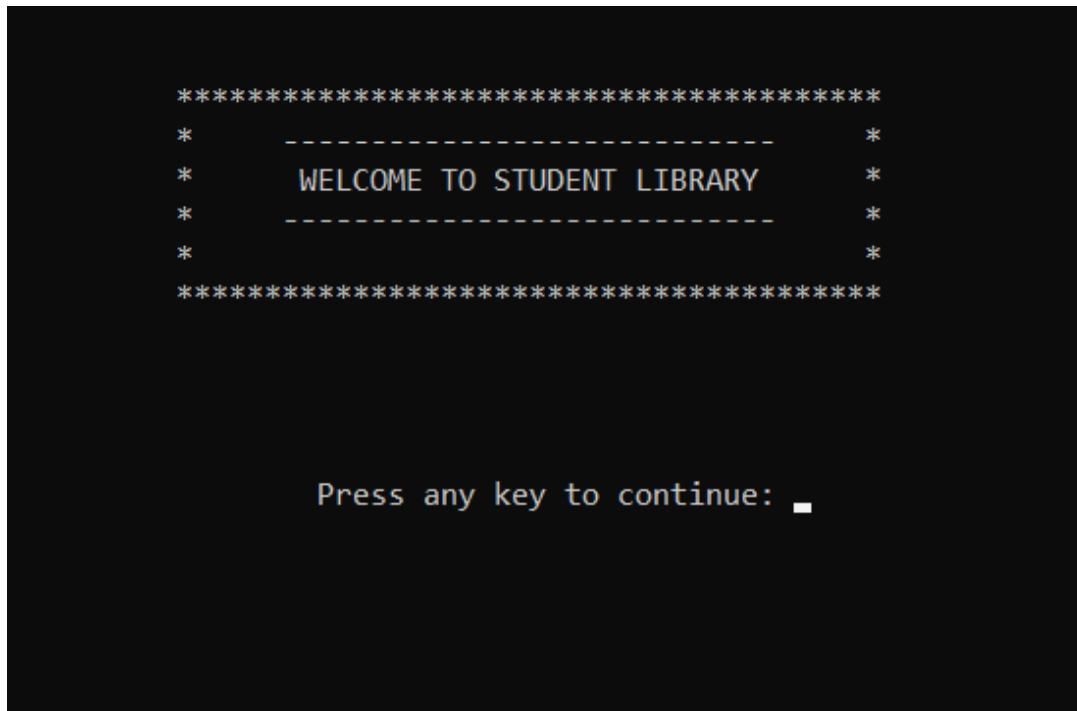 ****************************************
* ---------------------------- *
* WELCOME TO STUDENT LIBRARY *
* ---------------------------- *
* *
****************************************
Press any key to continue: _